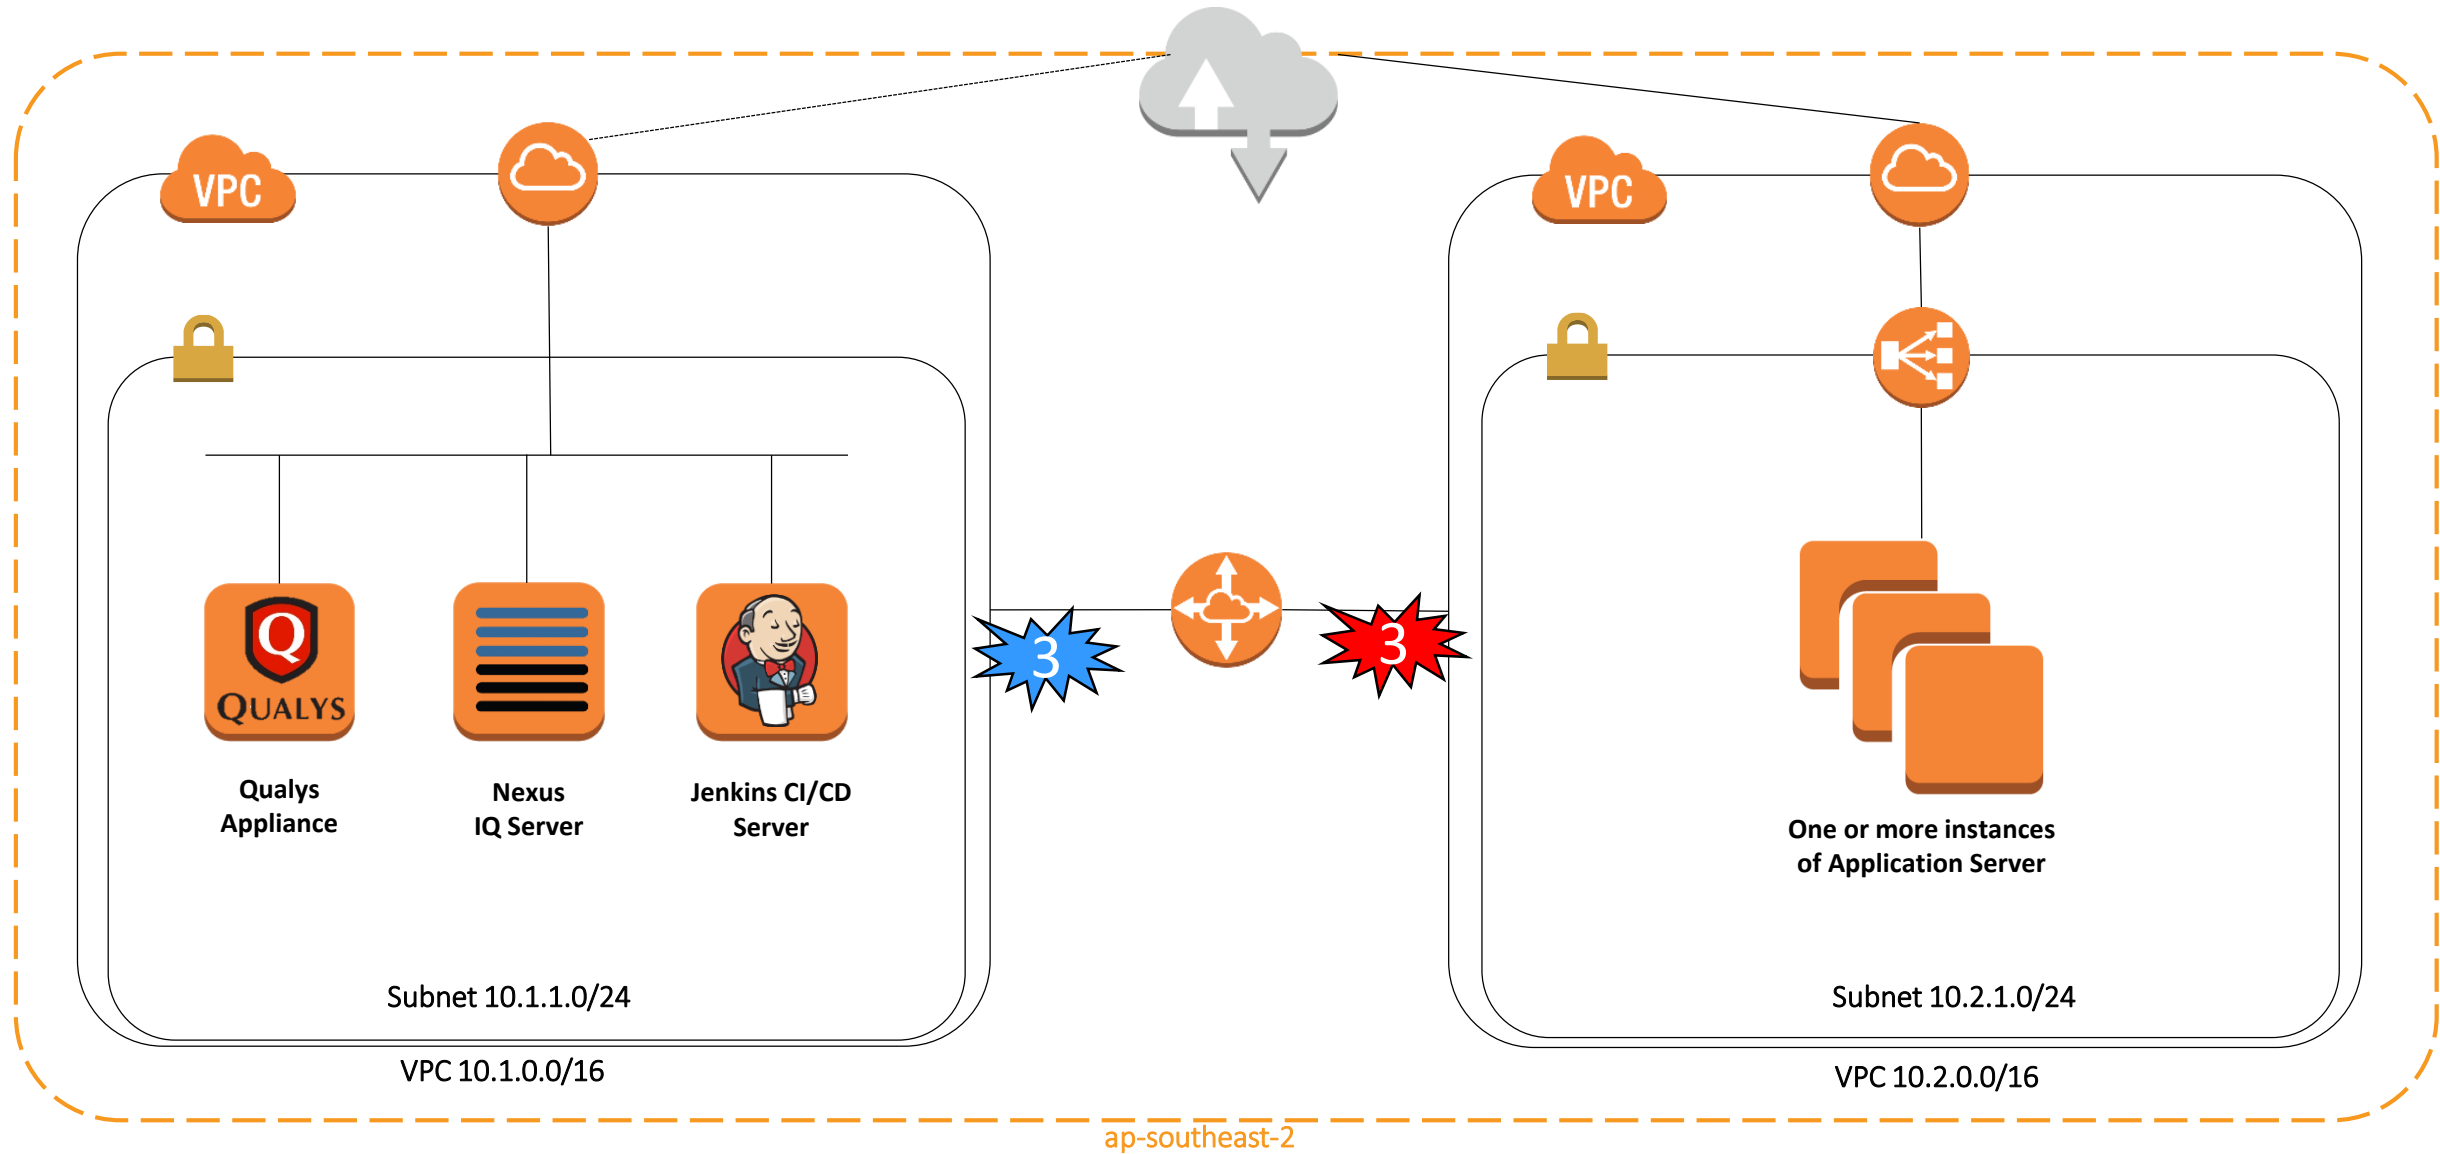 VPC
VPC
3
3
Q
QUALYS
Qualys
Appliance
Nexus
IQ Server
Jenkins CI/CD
Server
One or more instances
of Application Server
Subnet 10.1.1.0/24
Subnet 10.2.1.0/24
VPC 10.1.0.0/16
VPC 10.2.0.0/16
ap-southeast-2